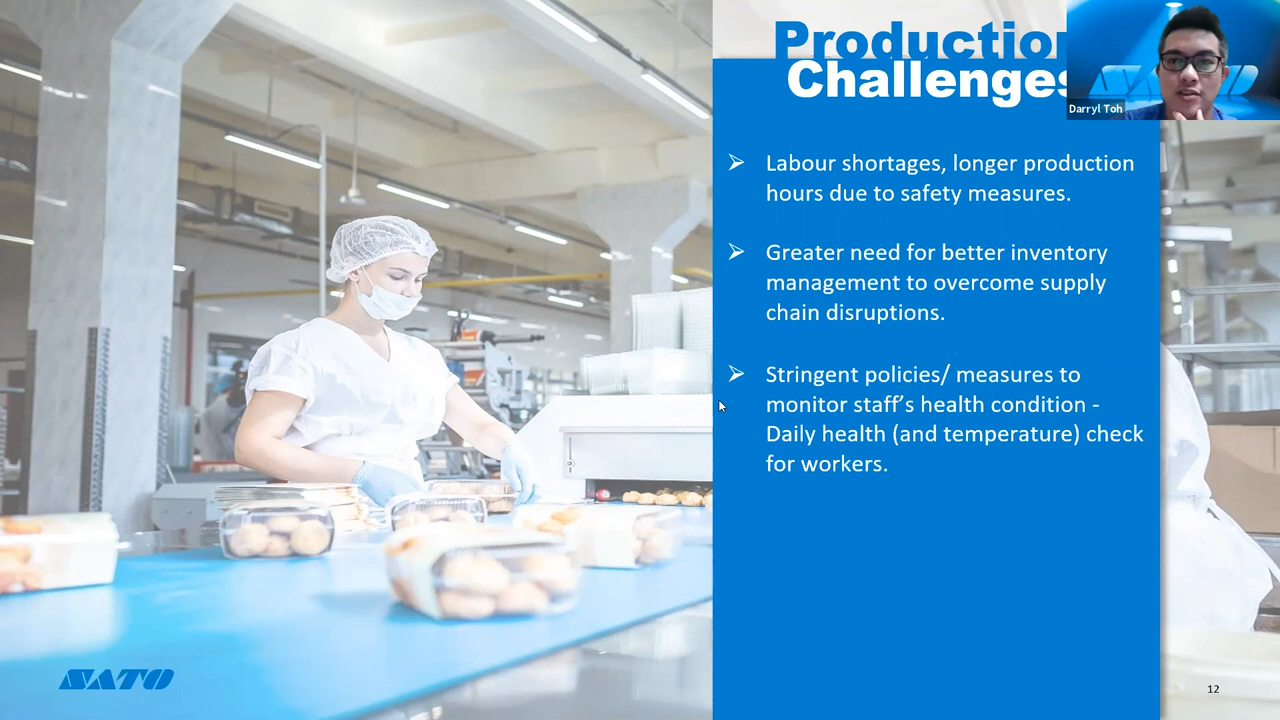 Production
Challenges
SATO
Darryl Toh
➢ Labour shortages, longer production
hours due to safety measures.
➢ Greater need for better inventory
management to overcome supply
chain disruptions.
➢ Stringent policies/ measures to
monitor staff’s health condition -
Daily health (and temperature) check
for workers.
SATO
12